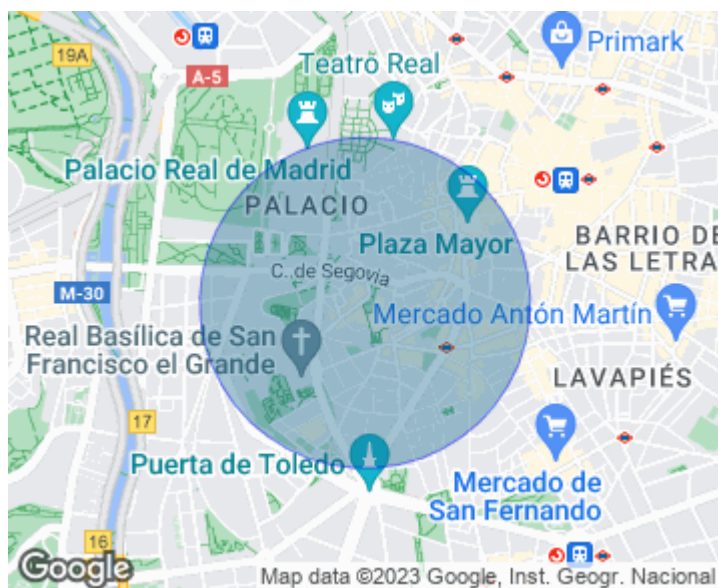 19A
A-5
Primark
Teatro Real
Palacio Real de Madrid
PALACIO
Plaza Mayor
BARRIO DE
LAS LETRA
C. de Segovia
M-30
Mercado Antón Martín
Real Basílica de San
Francisco el Grande
LAVAPIÉS
17
Puerta de Toledo
Mercado de
San Fernando
16
Google
Map data ©2023 Google, Inst. Geogr. Nacional